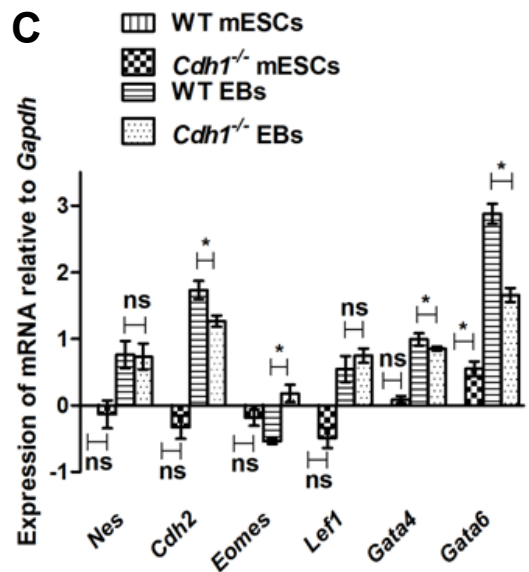 C
WT mESCs
Cdh1-/- mESCs
WT EBs
Cdh1-/- EBs
Expression of mRNA relative to Gapdh
3
2
1
0
-1
ns
ns
ns
*
ns
*
ns
ns
ns
*
*
*
Nes
Cdh2
Eomes
Lef1
Gata4
Gata6